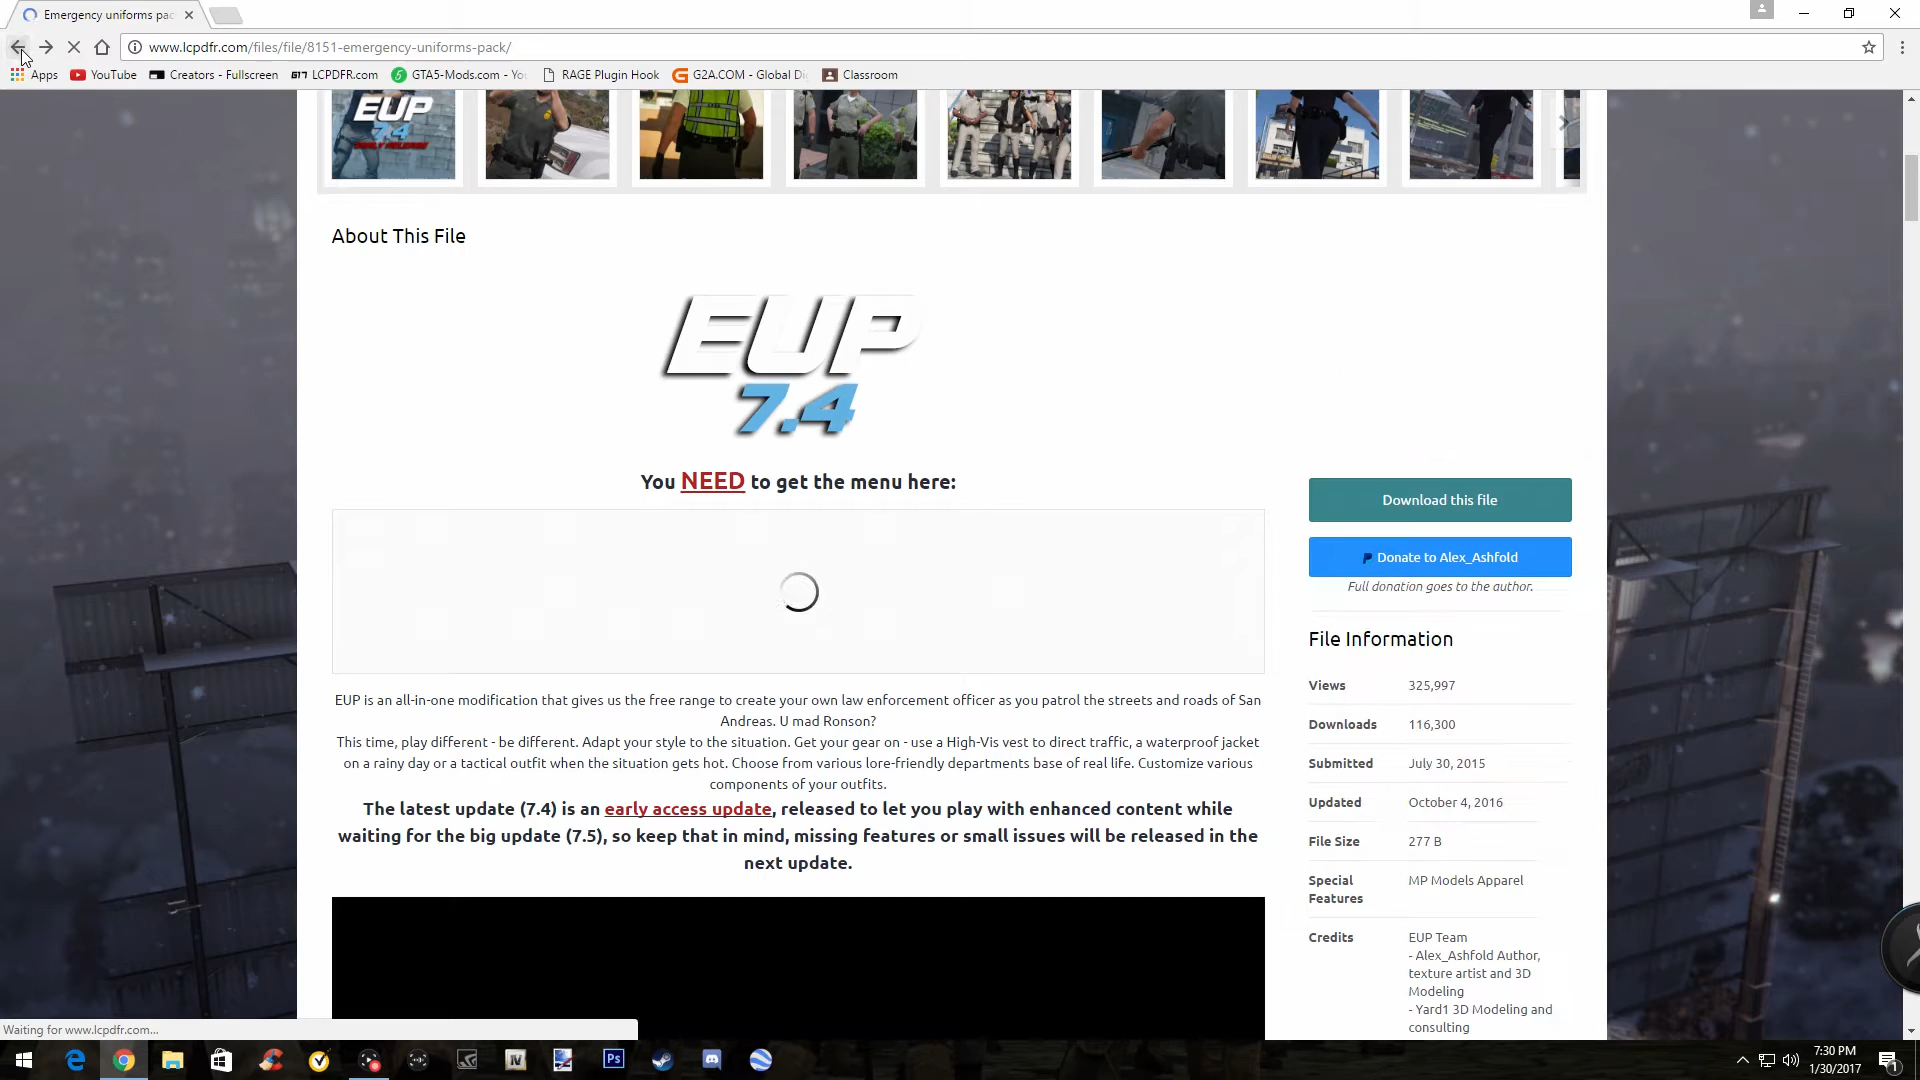 Emergency uniforms pac
www.lcpdfr.com/files/file/8151-emergency-uniforms-pack/
Apps YouTube Creators - Fullscreen G17 LCPDFR.com 5 GTA5-Mods.com - Yo RAGE Plugin Hook G2A.COM - Global Di Classroom
EUP
7.4
EARLY RELEASE
About This File
EUP
7.4
You NEED to get the menu here:
Download this file
Donate to Alex_Ashfold
Full donation goes to the author.
File Information
Views 325,997
Downloads 116,300
Submitted July 30, 2015
Updated October 4, 2016
File Size 277 B
Special Features MP Models Apparel
Credits EUP Team
- Alex_Ashfold Author,
texture artist and 3D
Modeling
- Yard1 3D Modeling and
consulting
EUP is an all-in-one modification that gives us the free range to create your own law enforcement officer as you patrol the streets and roads of San
Andreas. U mad Ronson?
This time, play different - be different. Adapt your style to the situation. Get your gear on - use a High-Vis vest to direct traffic, a waterproof jacket
on a rainy day or a tactical outfit when the situation gets hot. Choose from various lore-friendly departments base of real life. Customize various
components of your outfits.
The latest update (7.4) is an early access update, released to let you play with enhanced content while
waiting for the big update (7.5), so keep that in mind, missing features or small issues will be released in the
next update.
Waiting for www.lcpdfr.com...
IV
Ps
7:30 PM
1/30/2017
1